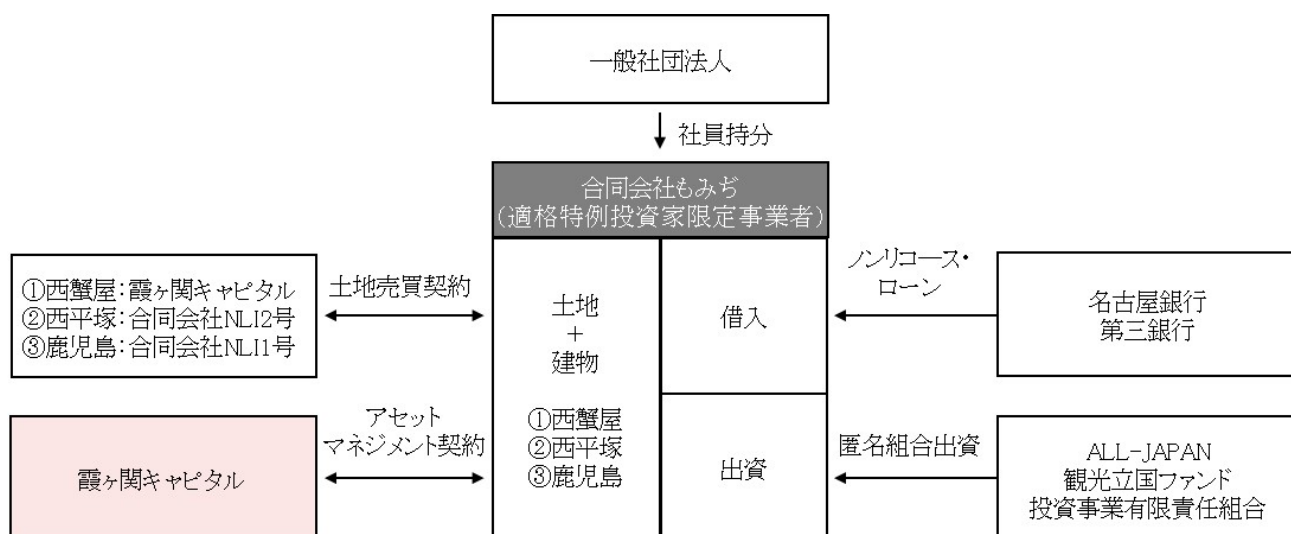 一般社団法人
社員持分
合同会社もみぢ
(適格特例投資家限定事業者)
①西蟹屋:霞ヶ関キャピタル
②西平塚:合同会社NLI2号
③鹿児島:合同会社NLI1号
土地売買契約
霞ヶ関キャピタル
アセット
マネジメント契約
土地
+
建物
①西蟹屋
②西平塚
③鹿児島
借入
出資
ノンリコース・
ローン
名古屋銀行
第三銀行
匿名組合出資
ALL-JAPAN
観光立国ファンド
投資事業有限責任組合